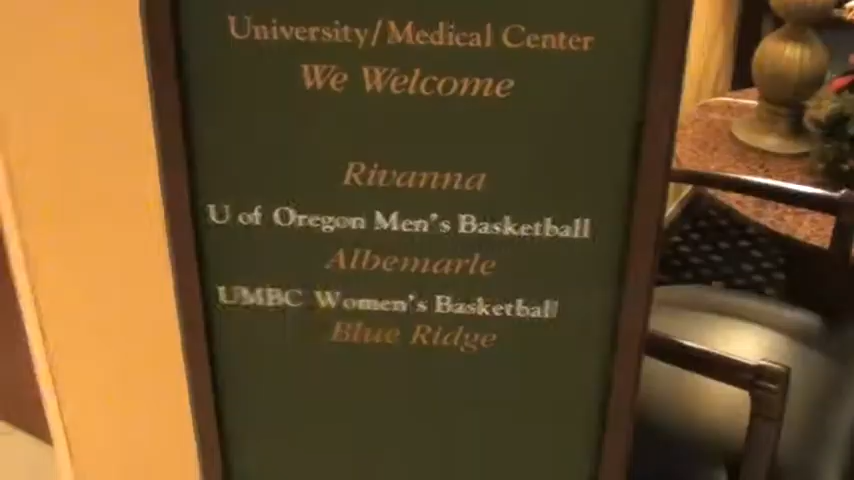 University/Medical Center
We Welcome
Rivanna
U of Oregon Men's Basketball
Albemarle
UMBC Women's Basketball
Blue Ridge